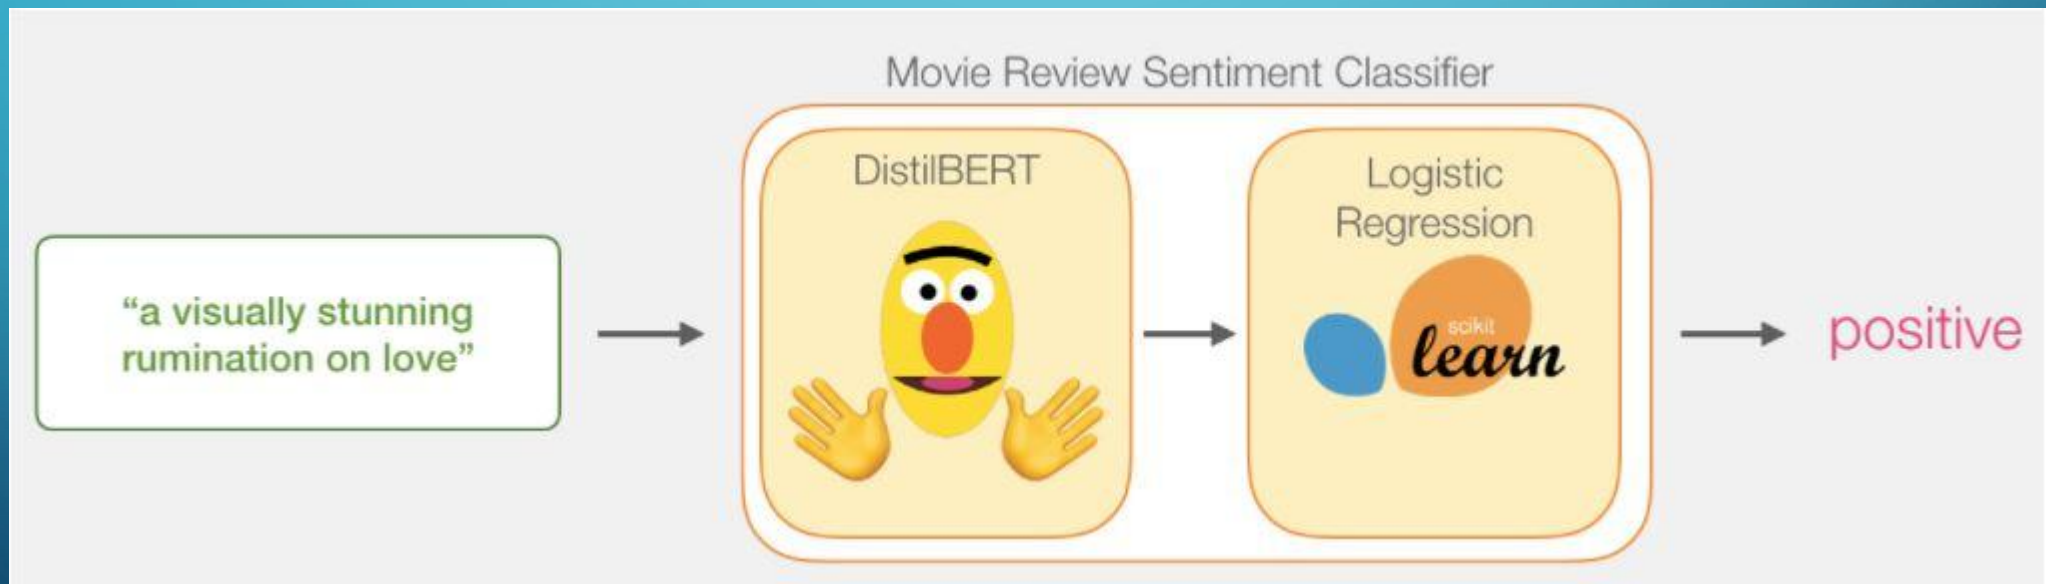 Movie Review Sentiment Classifier
“a visually stunning
rumination on love”
DistilBERT
Logistic
Regression
scikit
learn
positive